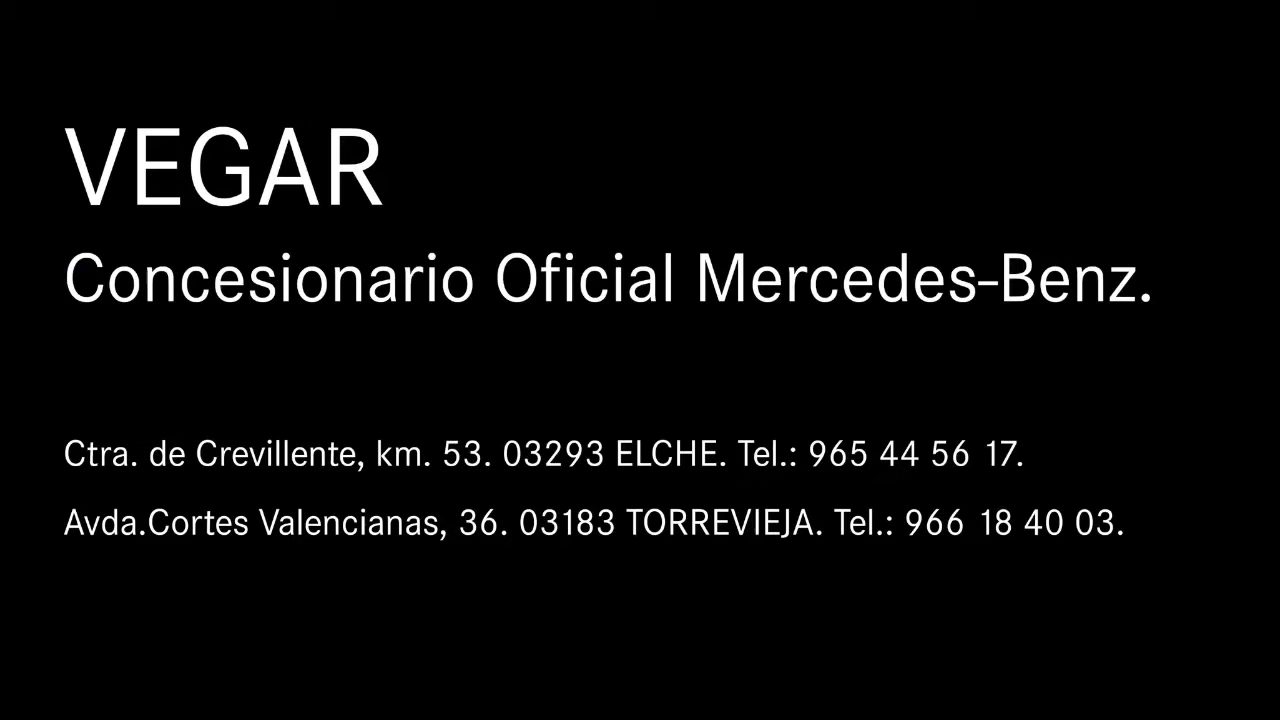 VEGAR
Concesionario Oficial Mercedes-Benz.
Ctra. de Crevillente, km. 53. 03293 ELCHE. Tel.: 965 44 56 17.
Avda.Cortes Valencianas, 36. 03183 TORREVIEJA. Tel.: 966 18 40 03.